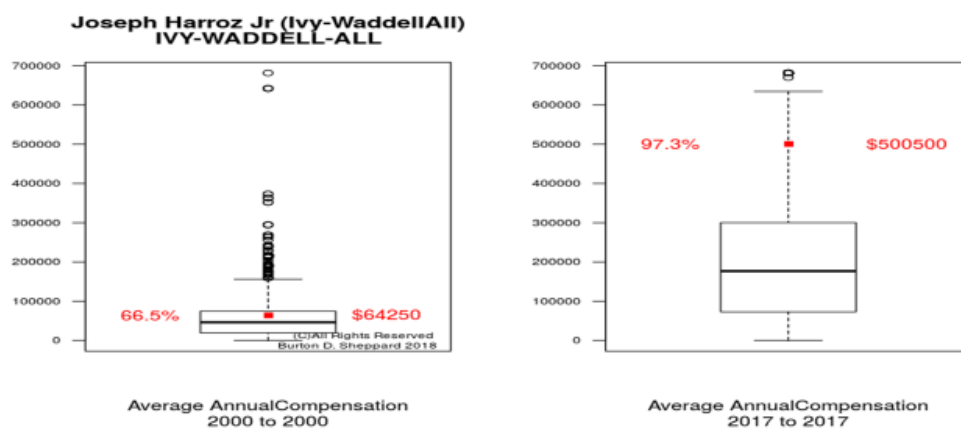 Joseph Harroz Jr (Ivy-WaddellAll)
IVY-WADDELL-ALL
700000
600000
500000
400000
300000
200000
100000
0
66.5%
$64250
(C)All Rights Reserved
Burton D. Sheppard 2018
Average AnnualCompensation
2000 to 2000
700000
600000
500000
400000
300000
200000
100000
0
97.3%
$500500
Average AnnualCompensation
2017 to 2017